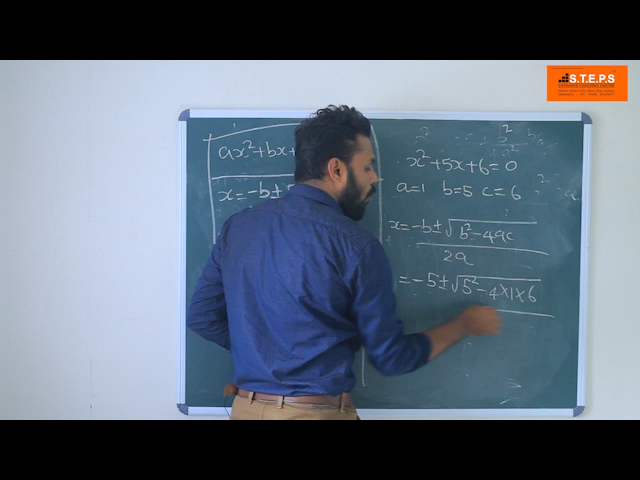 S.T.E.P.S
ax²+bx+
x = -b±
x²+5x+6=0
a=1 b=5 c=6
x = -b±√b²-4ac
2a
= -5±√5²-4×1×6